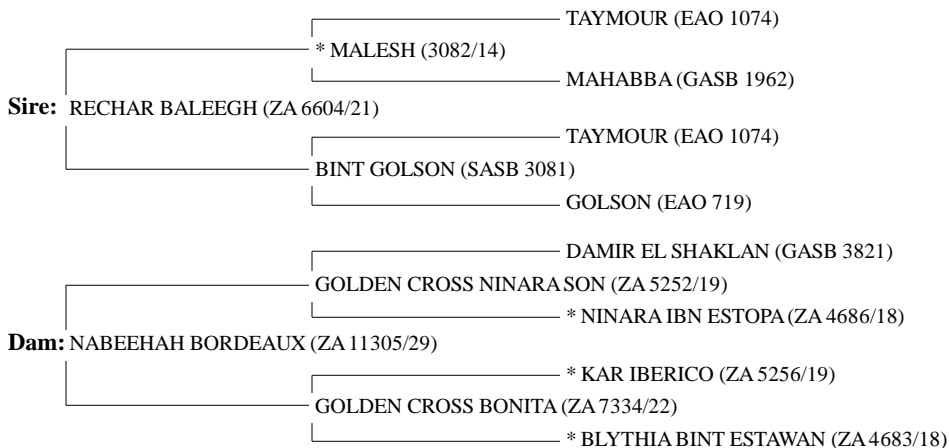 TAYMOUR (EAO 1074)
* MALESH (3082/14)
MAHABBA (GASB 1962)
Sire: RECHAR BALEEGH (ZA 6604/21)
TAYMOUR (EAO 1074)
BINT GOLSON (SASB 3081)
GOLSON (EAO 719)
DAMIR EL SHAKLAN (GASB 3821)
GOLDEN CROSS NINARA SON (ZA 5252/19)
* NINARA IBN ESTOPA (ZA 4686/18)
Dam: NABEEHAH BORDEAUX (ZA 11305/29)
* KAR IBERICO (ZA 5256/19)
GOLDEN CROSS BONITA (ZA 7334/22)
* BLYTHIA BINT ESTAWAN (ZA 4683/18)